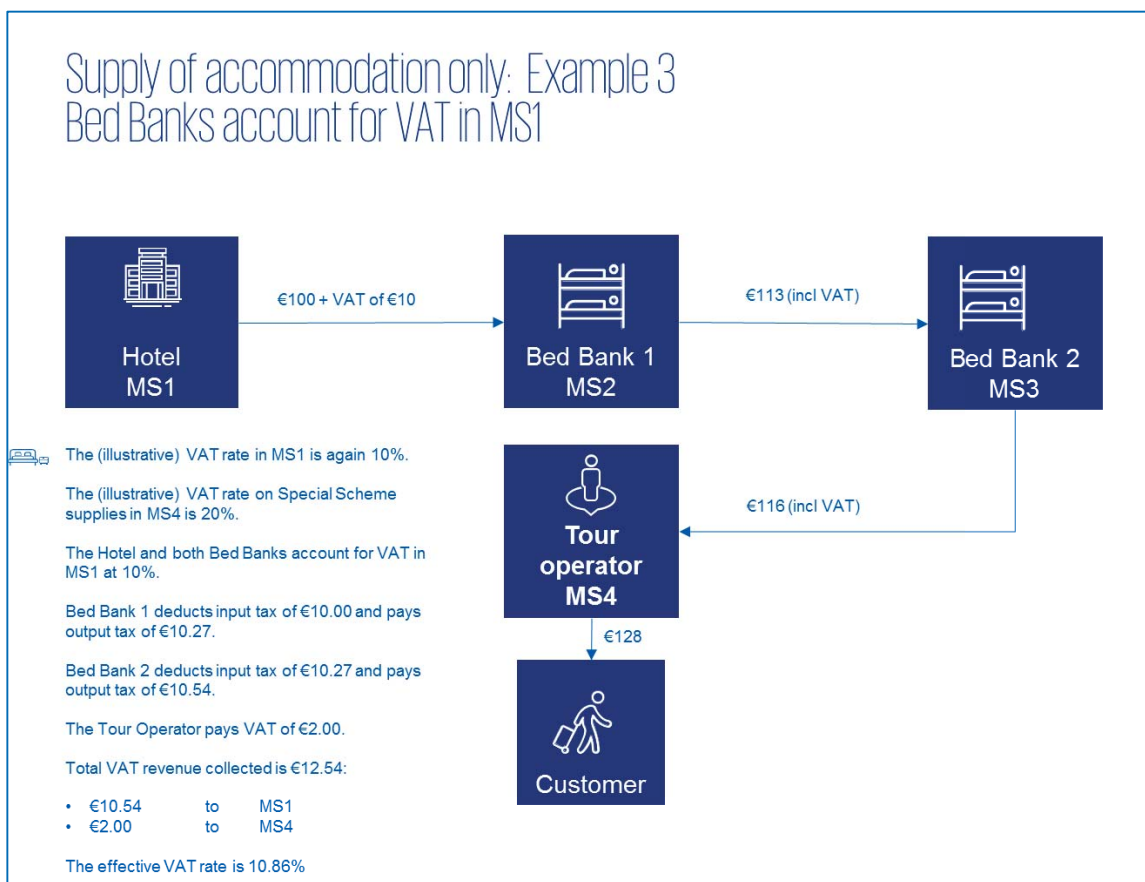 Supply of accommodation only: Example 3
Bed Banks account for VAT in MS1
Hotel
MS1
€100 + VAT of €10
Bed Bank 1
MS2
€113 (incl VAT)
Bed Bank 2
MS3
€116 (incl VAT)
Tour
operator
MS4
€128
Customer
The (illustrative) VAT rate in MS1 is again 10%.
The (illustrative) VAT rate on Special Scheme
supplies in MS4 is 20%.
The Hotel and both Bed Banks account for VAT in
MS1 at 10%.
Bed Bank 1 deducts input tax of €10.00 and pays
output tax of €10.27.
Bed Bank 2 deducts input tax of €10.27 and pays
output tax of €10.54.
The Tour Operator pays VAT of €2.00.
Total VAT revenue collected is €12.54:
• €10.54 to MS1
• €2.00 to MS4
The effective VAT rate is 10.86%